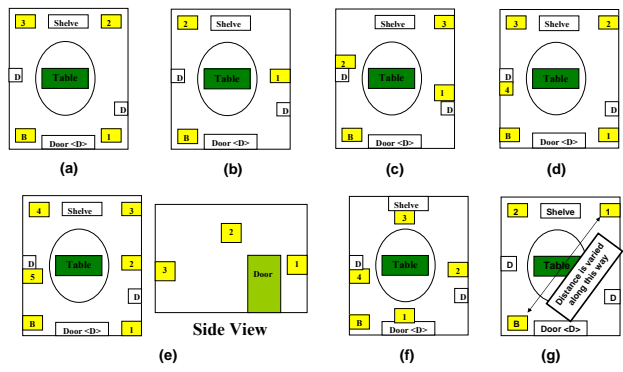 3 Shelve 2
D Table
D
B Door <D> 1
(a)
2 Shelve
D Table 1
D
B Door <D>
(b)
Shelve 3
2
D Table
1
D
B Door <D>
(c)
3 Shelve 2
D Table
4
D
B Door <D> 1
(d)
4 Shelve 3
D Table 2
5
D
B Door <D> 1
2
3 Door 1
Side View
(e)
Shelve
3
D Table 2
4
D
1
B Door <D>
(f)
2 Shelve 1
D Table
Distance is varied
along this way
D
B Door <D>
(g)